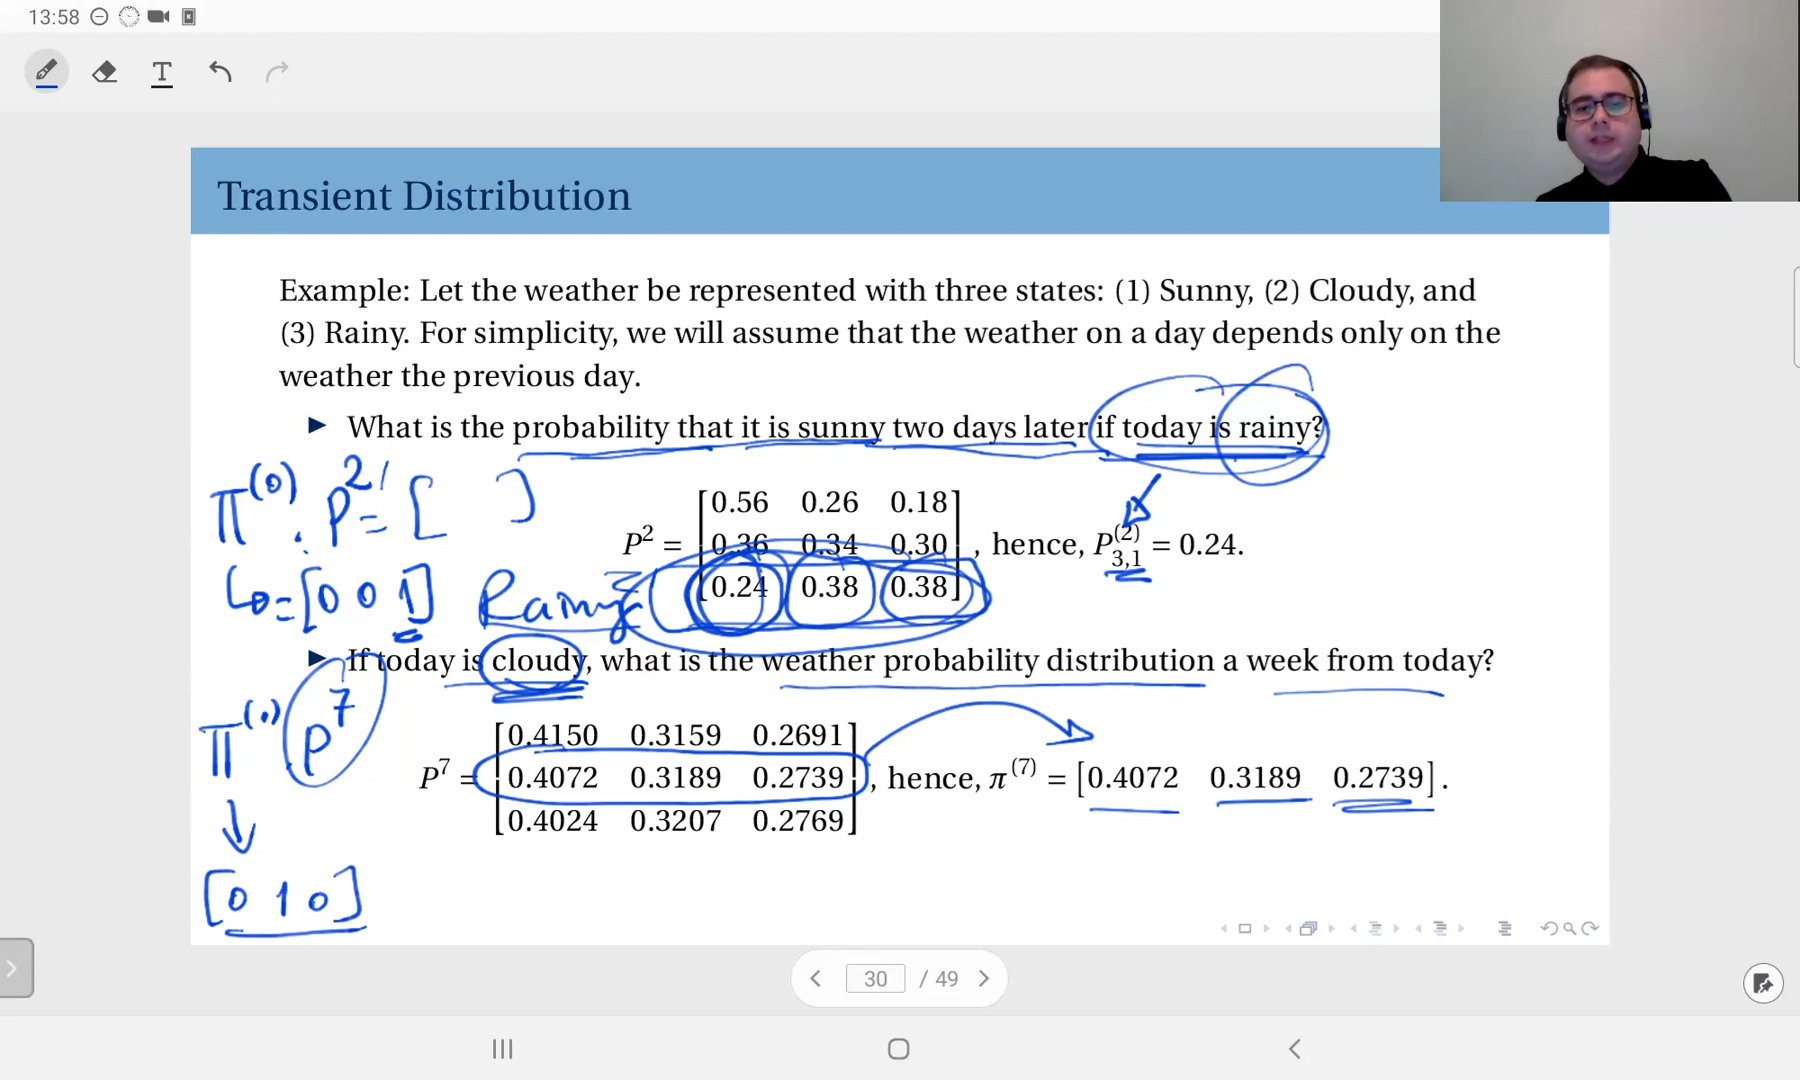 13:58
Transient Distribution
Example: Let the weather be represented with three states: (1) Sunny, (2) Cloudy, and
(3) Rainy. For simplicity, we will assume that the weather on a day depends only on the
weather the previous day.
► What is the probability that it is sunny two days later if today is rainy?
π^(0) · P^2 = [ ]
P^2 = [0.56 0.26 0.18
0.36 0.34 0.30
0.24 0.38 0.38], hence, P_{3,1}^{(2)} = 0.24.
= [0 0 1] Rainy
► If today is cloudy, what is the weather probability distribution a week from today?
π P^7
P^7 = [0.4150 0.3159 0.2691
0.4072 0.3189 0.2739
0.4024 0.3207 0.2769], hence, π^(7) = [0.4072 0.3189 0.2739].
[0 1 0]
30 / 49